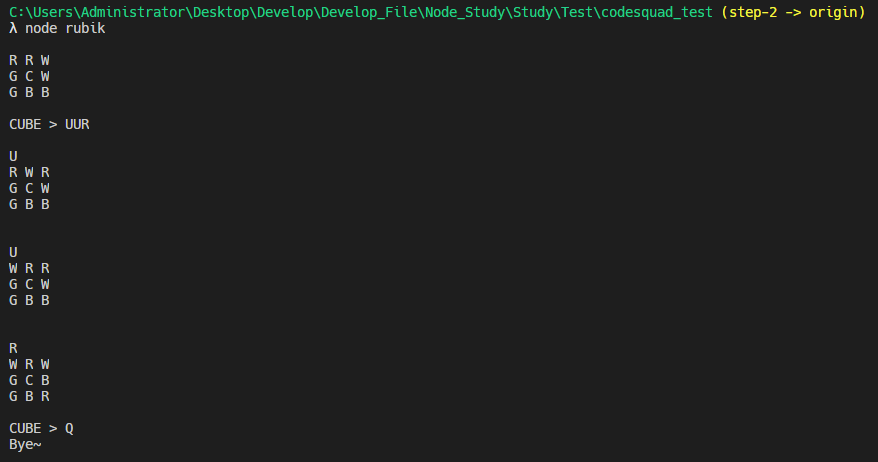 C:\Users\Administrator\Desktop\Develop\Develop_File\Node_Study\Study\Test\codesquad_test (step-2 -> origin)
λ node rubik
R R W
G C W
G B B
CUBE > UUR
U
R W R
G C W
G B B
U
W R R
G C W
G B B
R
W R W
G C B
G B R
CUBE > Q
Bye~